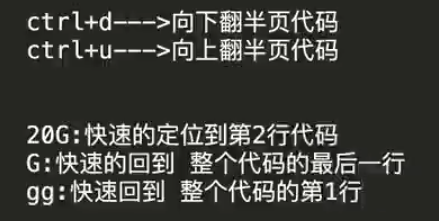 ctrl+d--->向下翻半页代码
ctrl+u--->向上翻半页代码
20G:快速的定位到第2行代码
G:快速的回到 整个代码的最后一行
gg:快速回到 整个代码的第1行